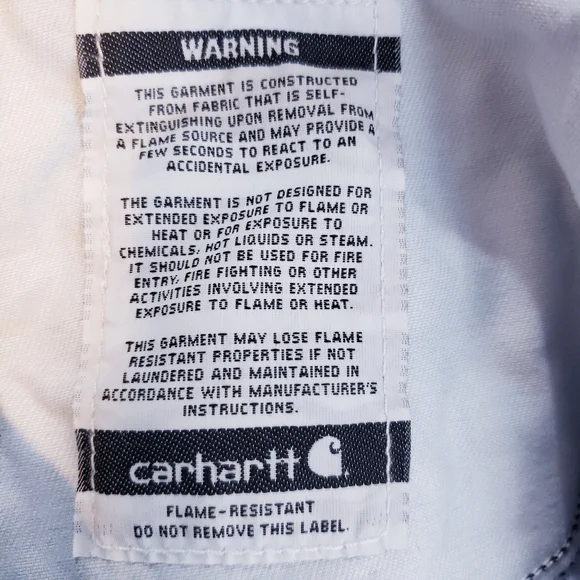 WARNING
THIS GARMENT IS CONSTRUCTED
FROM FABRIC THAT IS SELF-
EXTINGUISHING UPON REMOVAL FROM
A FLAME SOURCE AND MAY PROVIDE A
FEW SECONDS TO REACT TO AN
ACCIDENTAL EXPOSURE.
THE GARMENT IS NOT DESIGNED FOR
EXTENDED EXPOSURE TO FLAME OR
HEAT OR FOR EXPOSURE TO
CHEMICALS, HOT LIQUIDS OR STEAM.
IT SHOULD NOT BE USED FOR FIRE
ENTRY, FIRE FIGHTING OR OTHER
ACTIVITIES INVOLVING EXTENDED
EXPOSURE TO FLAME OR HEAT.
THIS GARMENT MAY LOSE FLAME
RESISTANT PROPERTIES IF NOT
LAUNDERED AND MAINTAINED IN
ACCORDANCE WITH MANUFACTURER'S
INSTRUCTIONS.
carhartt
FLAME-RESISTANT
DO NOT REMOVE THIS LABEL.